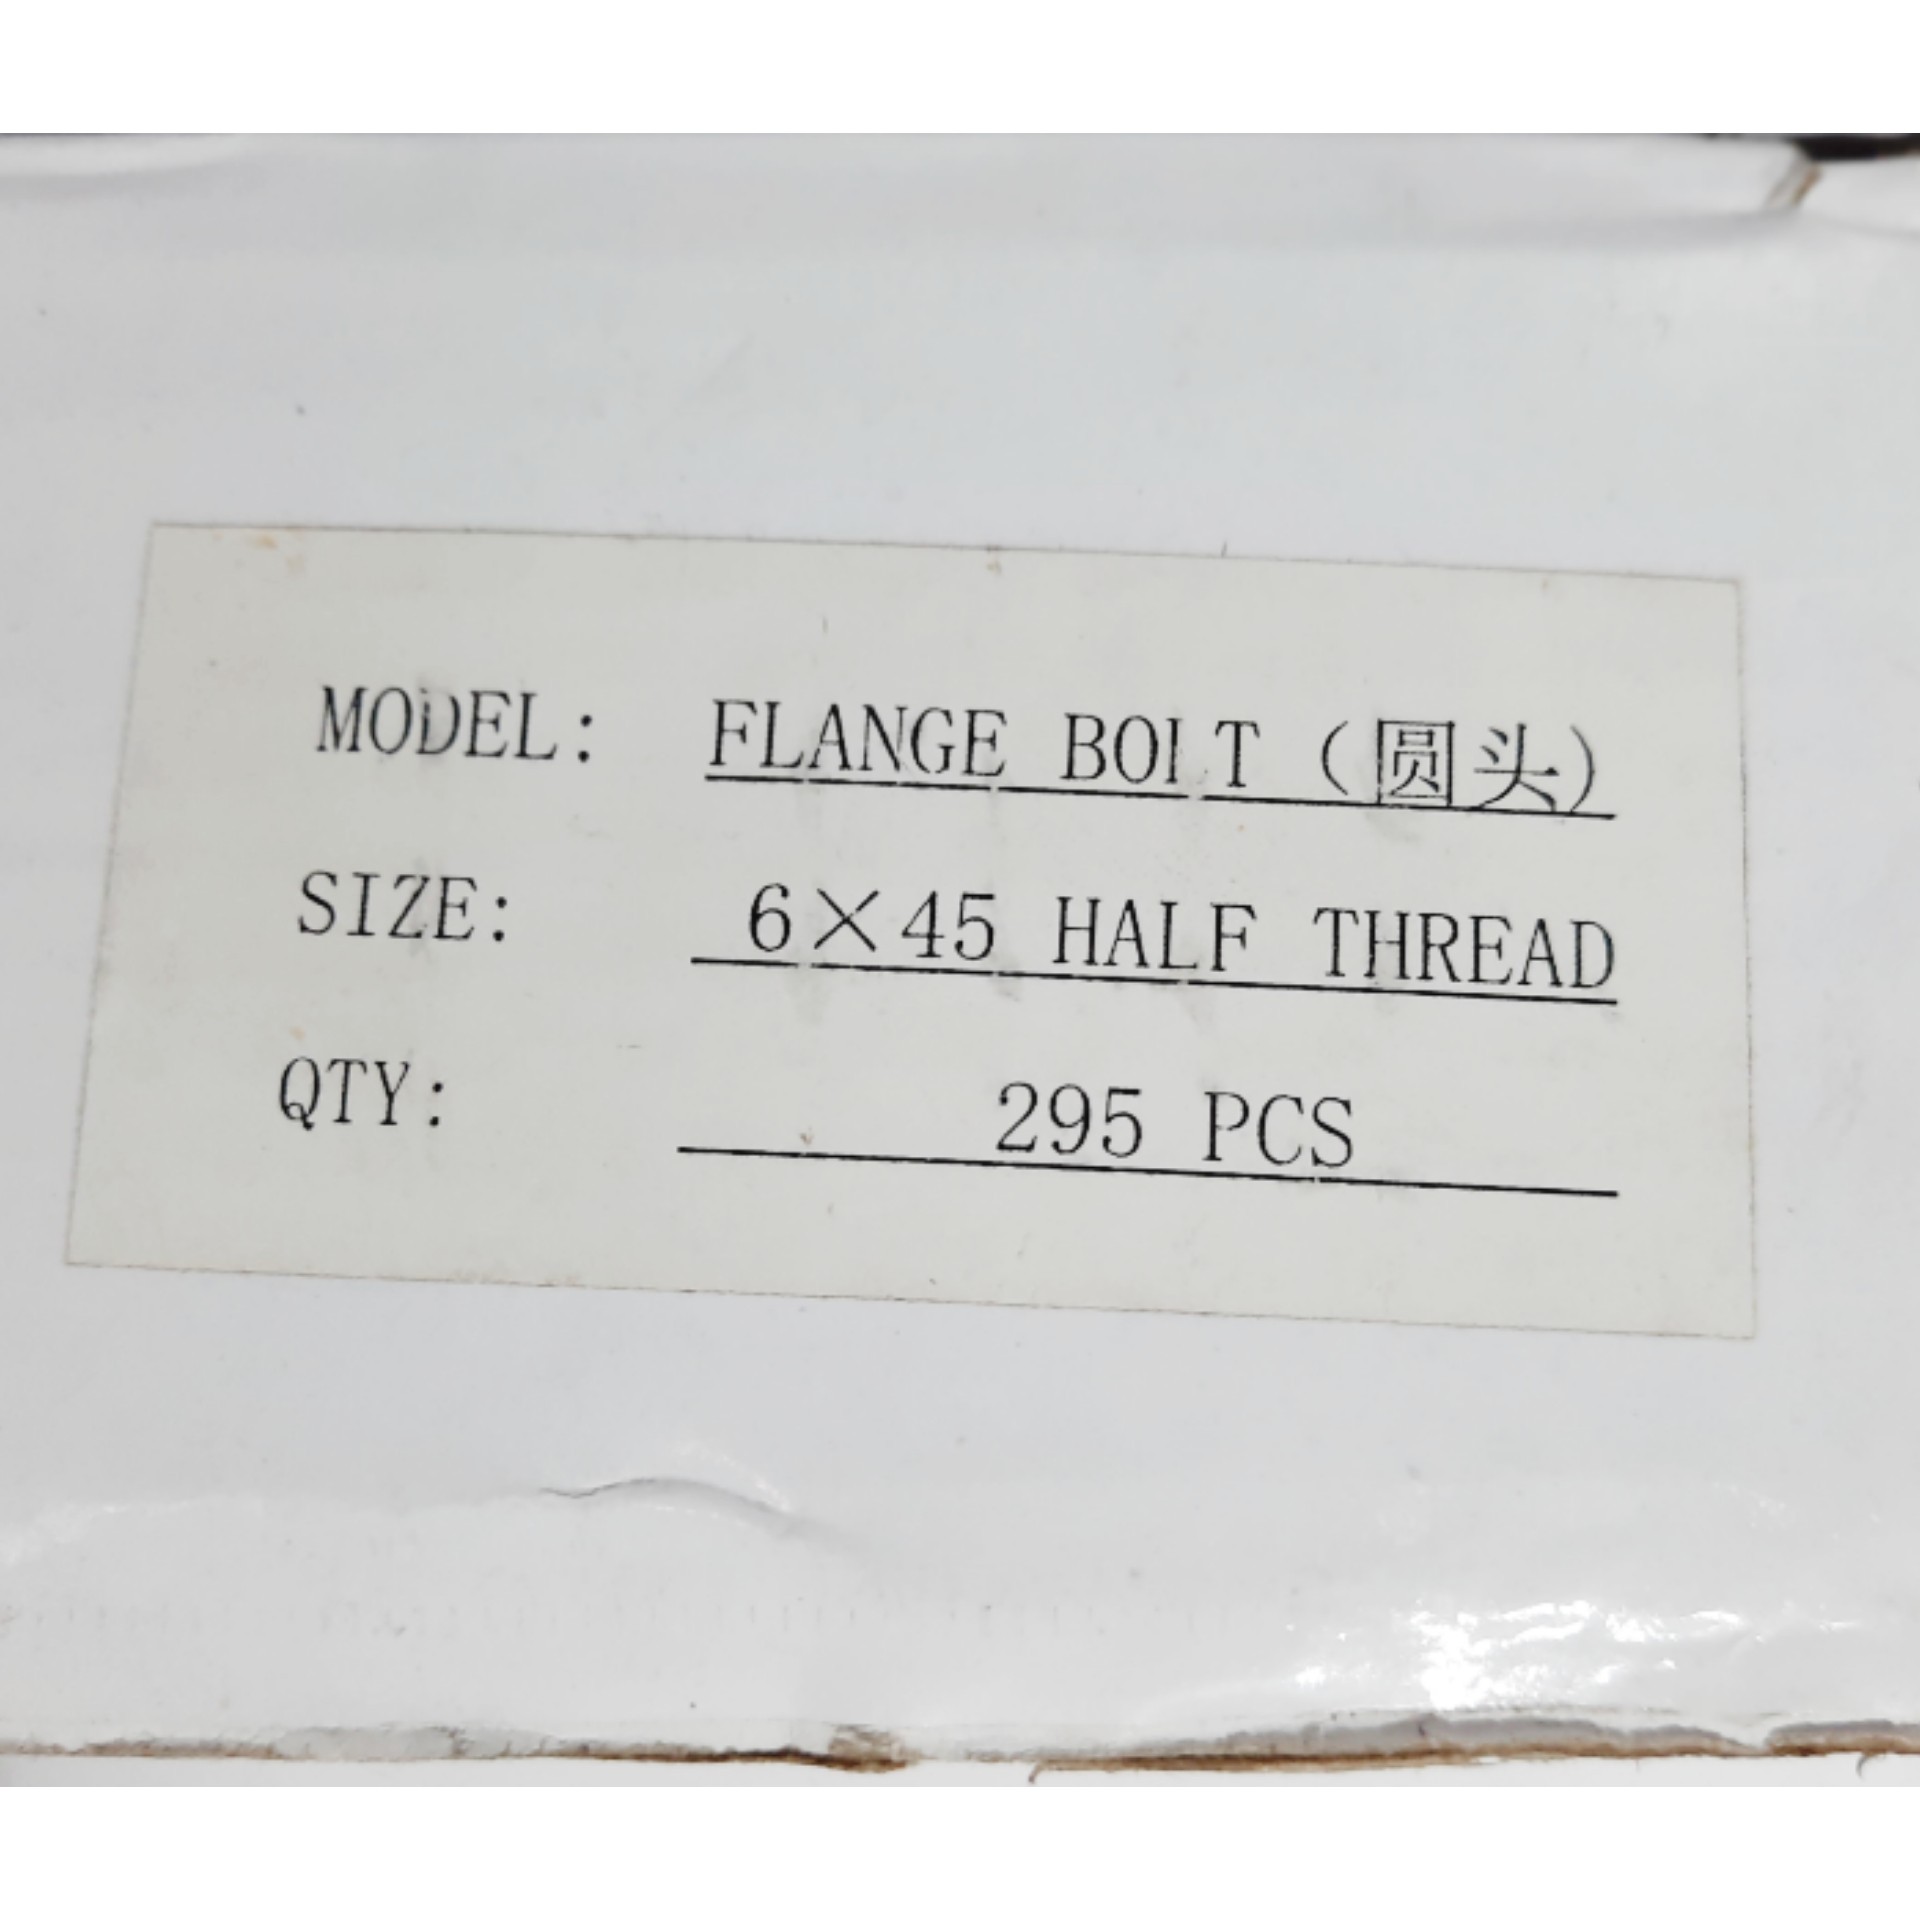 MODEL: FLANGE BOLT (圆头)
SIZE: 6×45 HALF THREAD
QTY: 295 PCS